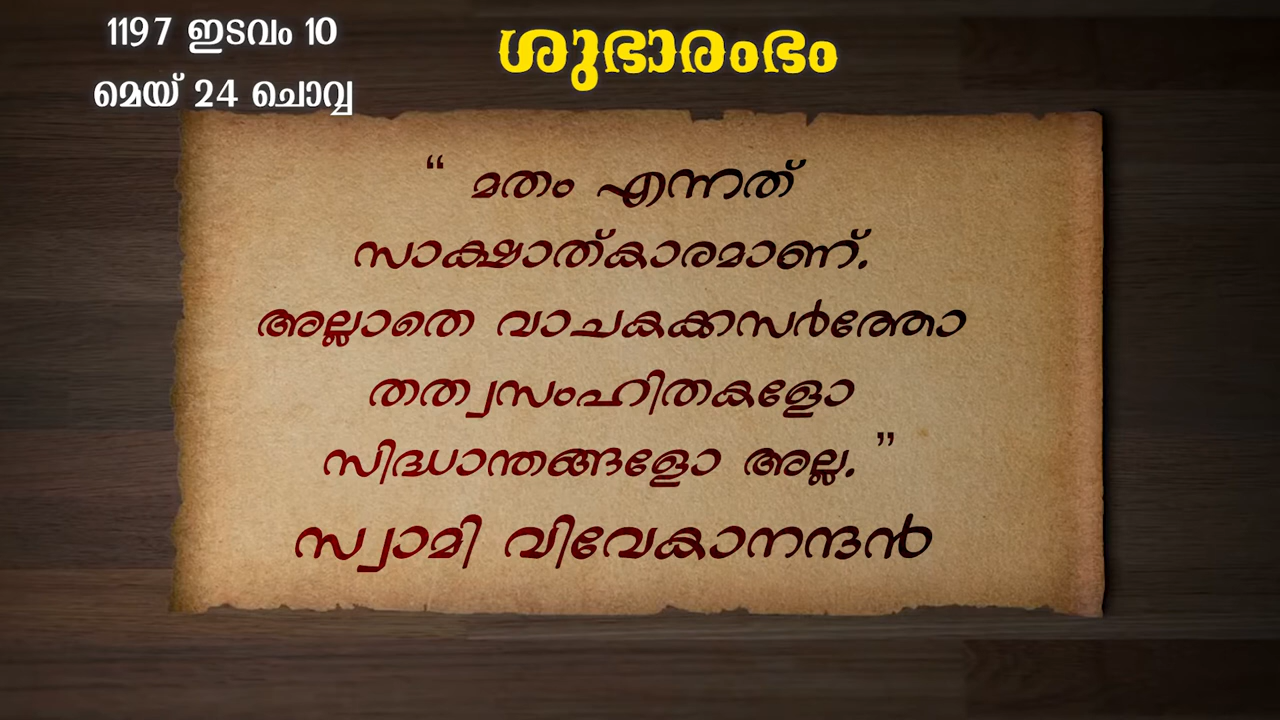 1197 ഇടവം 10
മെയ് 24 ചൊവ്വ
ശുഭാരംഭം
“ മതം എന്നത്
സാക്ഷാത്കാരമാണ്.
അല്ലാതെ വാചകക്കസർത്തോ
തത്വസംഹിതകളോ
സിദ്ധാന്തങ്ങളോ അല്ല. ”
സ്വാമി വിവേകാനന്ദൻ